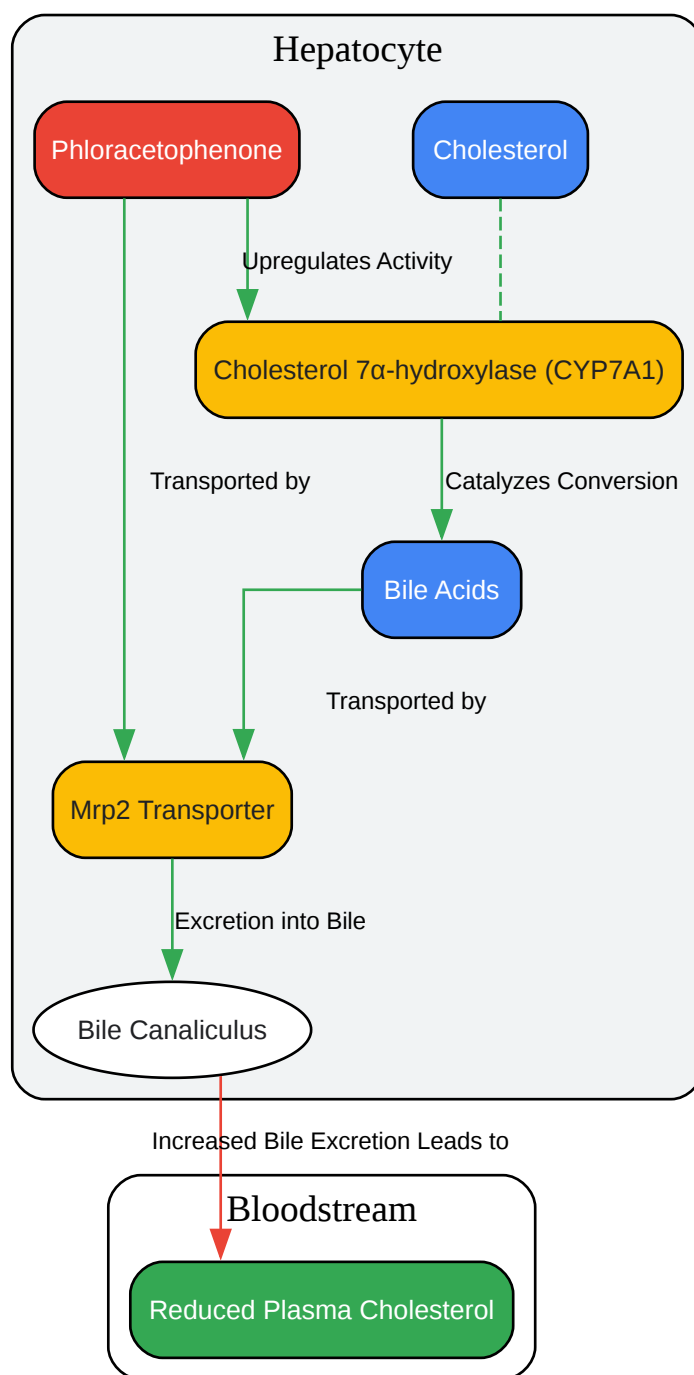 Hepatocyte
Phloracetophenone
Cholesterol
Upregulates Activity
Cholesterol 7α-hydroxylase (CYP7A1)
Transported by
Catalyzes Conversion
Bile Acids
Transported by
Mrp2 Transporter
Excretion into Bile
Bile Canaliculus
Increased Bile Excretion Leads to
Bloodstream
Reduced Plasma Cholesterol